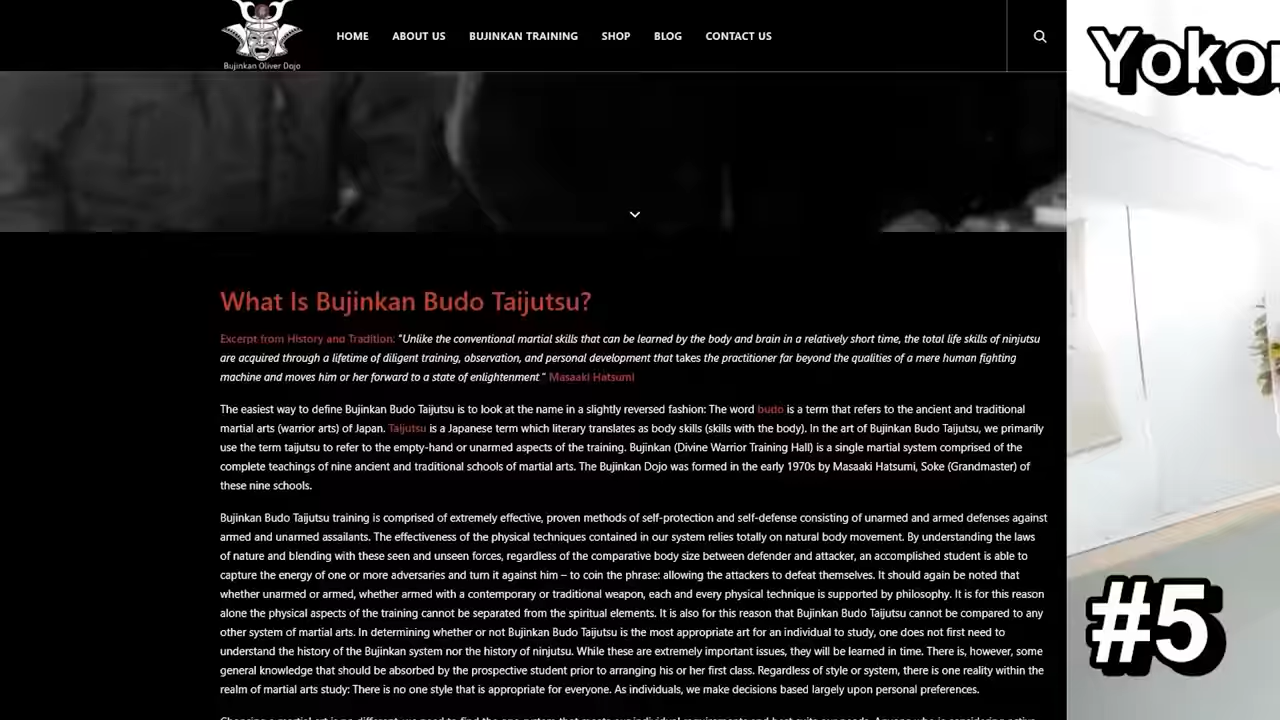 Bujinkan Oliver Dojo
HOME ABOUT US BUJINKAN TRAINING SHOP BLOG CONTACT US
What Is Bujinkan Budo Taijutsu?
Excerpt from History and Tradition: "Unlike the conventional martial skills that can be learned by the body and brain in a relatively short time, the total life skills of ninjutsu
are acquired through a lifetime of diligent training, observation, and personal development that takes the practitioner far beyond the qualities of a mere human fighting
machine and moves him or her forward to a state of enlightenment " Masaaki Hatsumi
The easiest way to define Bujinkan Budo Taijutsu is to look at the name in a slightly reversed fashion: The word budo is a term that refers to the ancient and traditional
martial arts (warrior arts) of Japan. Taijutsu is a Japanese term which literary translates as body skills (skills with the body). In the art of Bujinkan Budo Taijutsu, we primarily
use the term taijutsu to refer to the empty-hand or unarmed aspects of the training. Bujinkan (Divine Warrior Training Hall) is a single martial system comprised of the
complete teachings of nine ancient and traditional schools of martial arts. The Bujinkan Dojo was formed in the early 1970s by Masaaki Hatsumi, Soke (Grandmaster) of
these nine schools.
Bujinkan Budo Taijutsu training is comprised of extremely effective, proven methods of self-protection and self-defense consisting of unarmed and armed defenses against
armed and unarmed assailants. The effectiveness of the physical techniques contained in our system relies totally on natural body movement. By understanding the laws
of nature and blending with these seen and unseen forces, regardless of the comparative body size between defender and attacker, an accomplished student is able to
capture the energy of one or more adversaries and turn it against him – to coin the phrase: allowing the attackers to defeat themselves. It should again be noted that
whether unarmed or armed, whether armed with a contemporary or traditional weapon, each and every physical technique is supported by philosophy. It is for this reason
alone the physical aspects of the training cannot be separated from the spiritual elements. It is also for this reason that Bujinkan Budo Taijutsu cannot be compared to any
other system of martial arts. In determining whether or not Bujinkan Budo Taijutsu is the most appropriate art for an individual to study, one does not first need to
understand the history of the Bujinkan system nor the history of ninjutsu. While these are extremely important issues, they will be learned in time. There is, however, some
general knowledge that should be absorbed by the prospective student prior to arranging his or her first class. Regardless of style or system, there is one reality within the
realm of martial arts study: There is no one style that is appropriate for everyone. As individuals, we make decisions based largely upon personal preferences.
#5